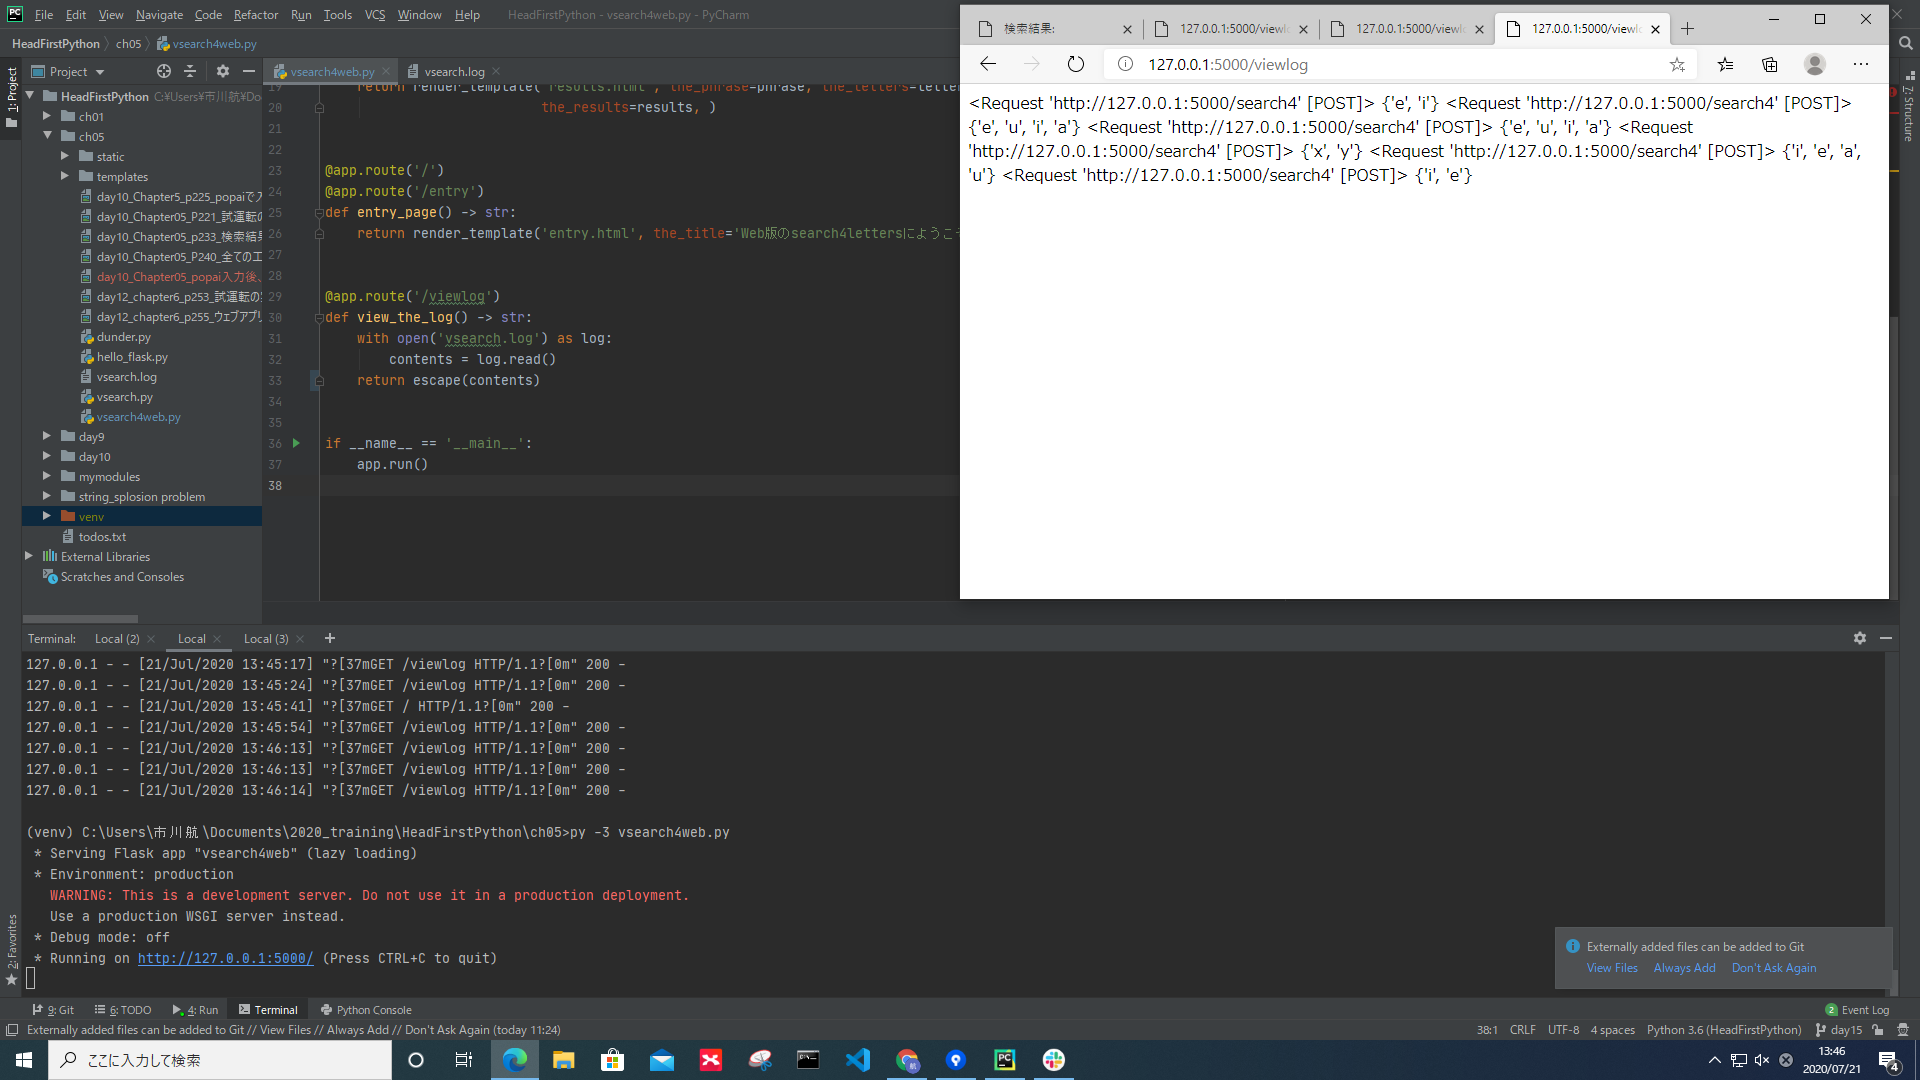 File Edit View Navigate Code Refactor Run Tools VCS Window Help HeadFirstPython - vsearch4web.py - PyCharm
HeadFirstPython ch05 vsearch4web.py
Project
vsearch4web.py
vsearch.log
1: Project
HeadFirstPython C:¥Users¥市川航¥Do
ch01
ch05
static
templates
day10_Chapter5_p225_popaiで入
day10_Chapter05_P221_試運転の
day10_Chapter05_p233_検索結果
day10_Chapter05_P240_全ての工
day10_Chapter05_popai入力後、
day12_chapter6_p253_試運転の
day12_chapter6_p255_ウェブアプリ
dunder.py
hello_flask.py
vsearch.log
vsearch.py
vsearch4web.py
day9
day10
mymodules
string_splosion problem
venv
todos.txt
External Libraries
Scratches and Consoles
19 return render_template('results.html', the_phrase=phrase, the_letters=letter
20 the_results=results, )
21
22
23 @app.route('/')
24 @app.route('/entry')
25 def entry_page() -> str:
26 return render_template('entry.html', the_title='Web版のsearch4lettersにようこそ
27
28
29 @app.route('/viewlog')
30 def view_the_log() -> str:
31 with open('vsearch.log') as log:
32 contents = log.read()
33 return escape(contents)
34
35
36 if __name__ == '__main__':
37 app.run()
38
検索結果:
127.0.0.1:5000/viewlo
127.0.0.1:5000/viewlo
127.0.0.1:5000/viewlo
127.0.0.1:5000/viewlog
<Request 'http://127.0.0.1:5000/search4' [POST]> {'e', 'i'} <Request 'http://127.0.0.1:5000/search4' [POST]>
{'e', 'u', 'i', 'a'} <Request 'http://127.0.0.1:5000/search4' [POST]> {'e', 'u', 'i', 'a'} <Request
'http://127.0.0.1:5000/search4' [POST]> {'x', 'y'} <Request 'http://127.0.0.1:5000/search4' [POST]> {'i', 'e', 'a',
'u'} <Request 'http://127.0.0.1:5000/search4' [POST]> {'i', 'e'}
7: Structure
Terminal: Local (2) Local Local (3)
127.0.0.1 - - [21/Jul/2020 13:45:17] "?[37mGET /viewlog HTTP/1.1?[0m" 200 -
127.0.0.1 - - [21/Jul/2020 13:45:24] "?[37mGET /viewlog HTTP/1.1?[0m" 200 -
127.0.0.1 - - [21/Jul/2020 13:45:41] "?[37mGET / HTTP/1.1?[0m" 200 -
127.0.0.1 - - [21/Jul/2020 13:45:54] "?[37mGET /viewlog HTTP/1.1?[0m" 200 -
127.0.0.1 - - [21/Jul/2020 13:46:13] "?[37mGET /viewlog HTTP/1.1?[0m" 200 -
127.0.0.1 - - [21/Jul/2020 13:46:13] "?[37mGET /viewlog HTTP/1.1?[0m" 200 -
127.0.0.1 - - [21/Jul/2020 13:46:14] "?[37mGET /viewlog HTTP/1.1?[0m" 200 -
(venv) C:\Users\市川航\Documents\2020_training\HeadFirstPython\ch05>py -3 vsearch4web.py
* Serving Flask app "vsearch4web" (lazy loading)
* Environment: production
WARNING: This is a development server. Do not use it in a production deployment.
Use a production WSGI server instead.
* Debug mode: off
* Running on http://127.0.0.1:5000/ (Press CTRL+C to quit)
2: Favorites
Externally added files can be added to Git
View Files Always Add Don't Ask Again
9: Git 6: TODO 4: Run Terminal Python Console
2 Event Log
Externally added files can be added to Git // View Files // Always Add // Don't Ask Again (today 11:24)
38:1 CRLF UTF-8 4 spaces Python 3.6 (HeadFirstPython) day15
ここに入力して検索
13:46
2020/07/21
4